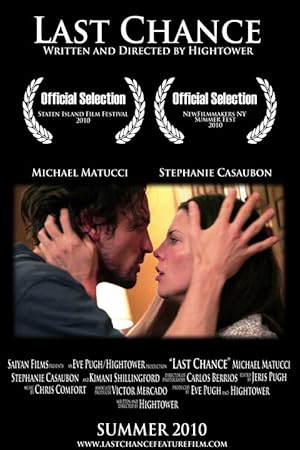 LAST CHANCE
WRITTEN AND DIRECTED BY HIGHTOWER
Official Selection
STATEN ISLAND FILM FESTIVAL
2010
Official Selection
NEWFILMMAKERS NY
SUMMER FEST
2010
MICHAEL MATUCCI
STEPHANIE CASAUBON
SAIYAN FILMS PRESENTS AN EVE PUGH/HIGHTOWER PRODUCTION "LAST CHANCE" MICHAEL MATUCCI
STEPHANIE CASAUBON AND KIMANI SHILLINGFORD DIRECTOR OF PHOTOGRAPHY CARLOS BERRIOS EDITED BY JERIS PUGH
MUSIC BY CHRIS COMFORT ASSOCIATE PRODUCER VICTOR MERCADO PRODUCED BY EVE PUGH AND HIGHTOWER
WRITTEN AND DIRECTED BY HIGHTOWER
SUMMER 2010
WWW.LASTCHANCEFEATUREFILM.COM